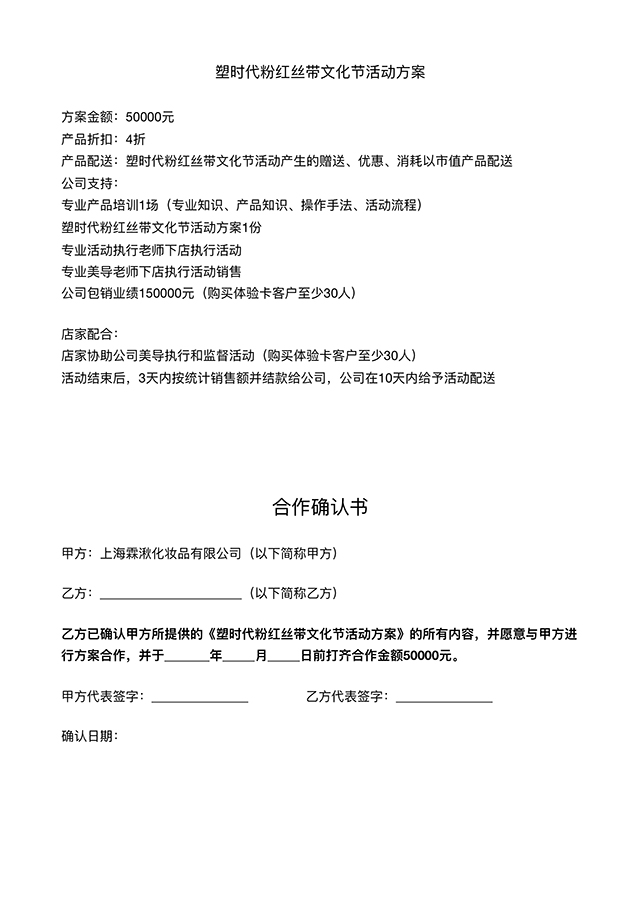 塑时代粉红丝带文化节活动方案
方案金额：50000元
产品折扣：4折
产品配送：塑时代粉红丝带文化节活动产生的赠送、优惠、消耗以市值产品配送
公司支持：
专业产品培训1场（专业知识、产品知识、操作手法、活动流程）
塑时代粉红丝带文化节活动方案1份
专业活动执行老师下店执行活动
专业美导老师下店执行活动销售
公司包销业绩150000元（购买体验卡客户至少30人）
店家配合：
店家协助公司美导执行和监督活动（购买体验卡客户至少30人）
活动结束后，3天内按统计销售额并结款给公司，公司在10天内给予活动配送
合作确认书
甲方：上海霖湫化妆品有限公司（以下简称甲方）
乙方：______________________（以下简称乙方）
乙方已确认甲方所提供的《塑时代粉红丝带文化节活动方案》的所有内容，并愿意与甲方进
行方案合作，并于_______年_____月_____日前打齐合作金额50000元。
甲方代表签字：_______________ 乙方代表签字：_______________
确认日期：